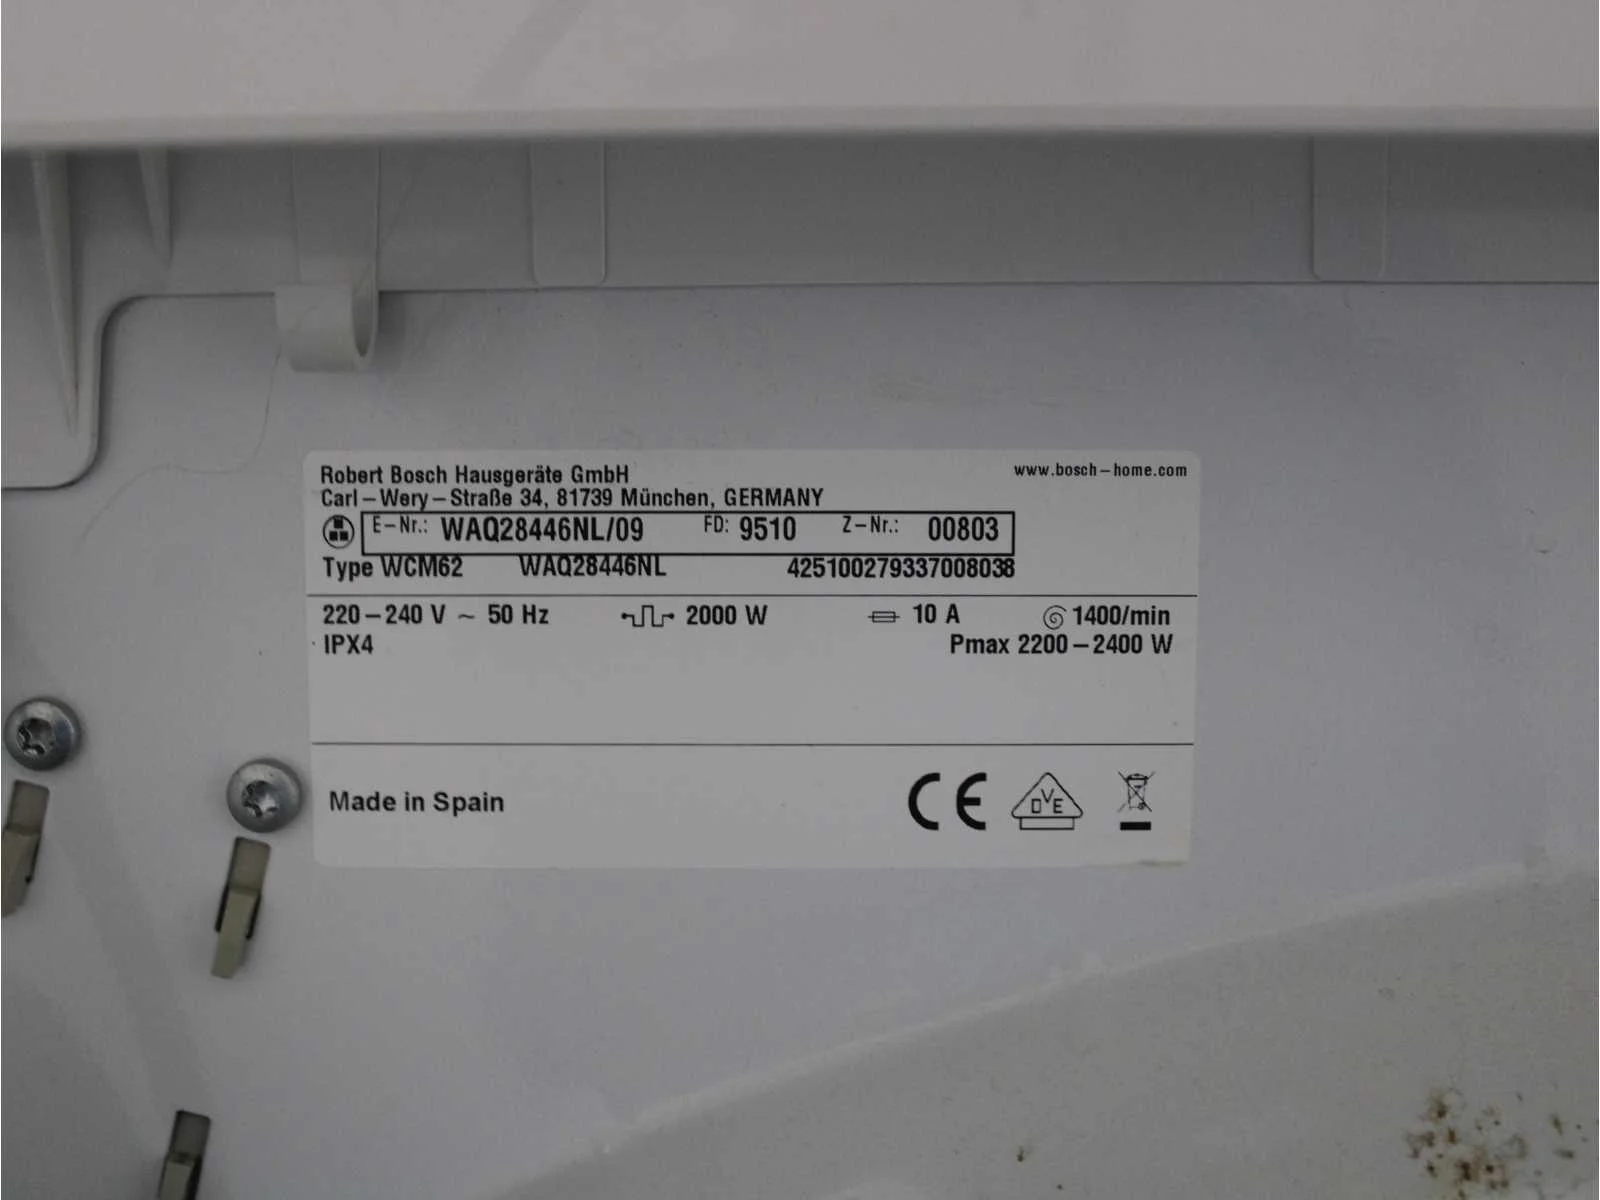 Robert Bosch Hausgeräte GmbH www.bosch-home.com
Carl-Wery-Straße 34, 81739 München, GERMANY
E-Nr.: WAQ28446NL/09 FD: 9510 Z-Nr.: 00803
Type WCM62 WAQ28446NL 425100279337008038
220-240 V ~ 50 Hz 2000 W 10 A 1400/min
IPX4 Pmax 2200-2400 W
Made in Spain CE DVE